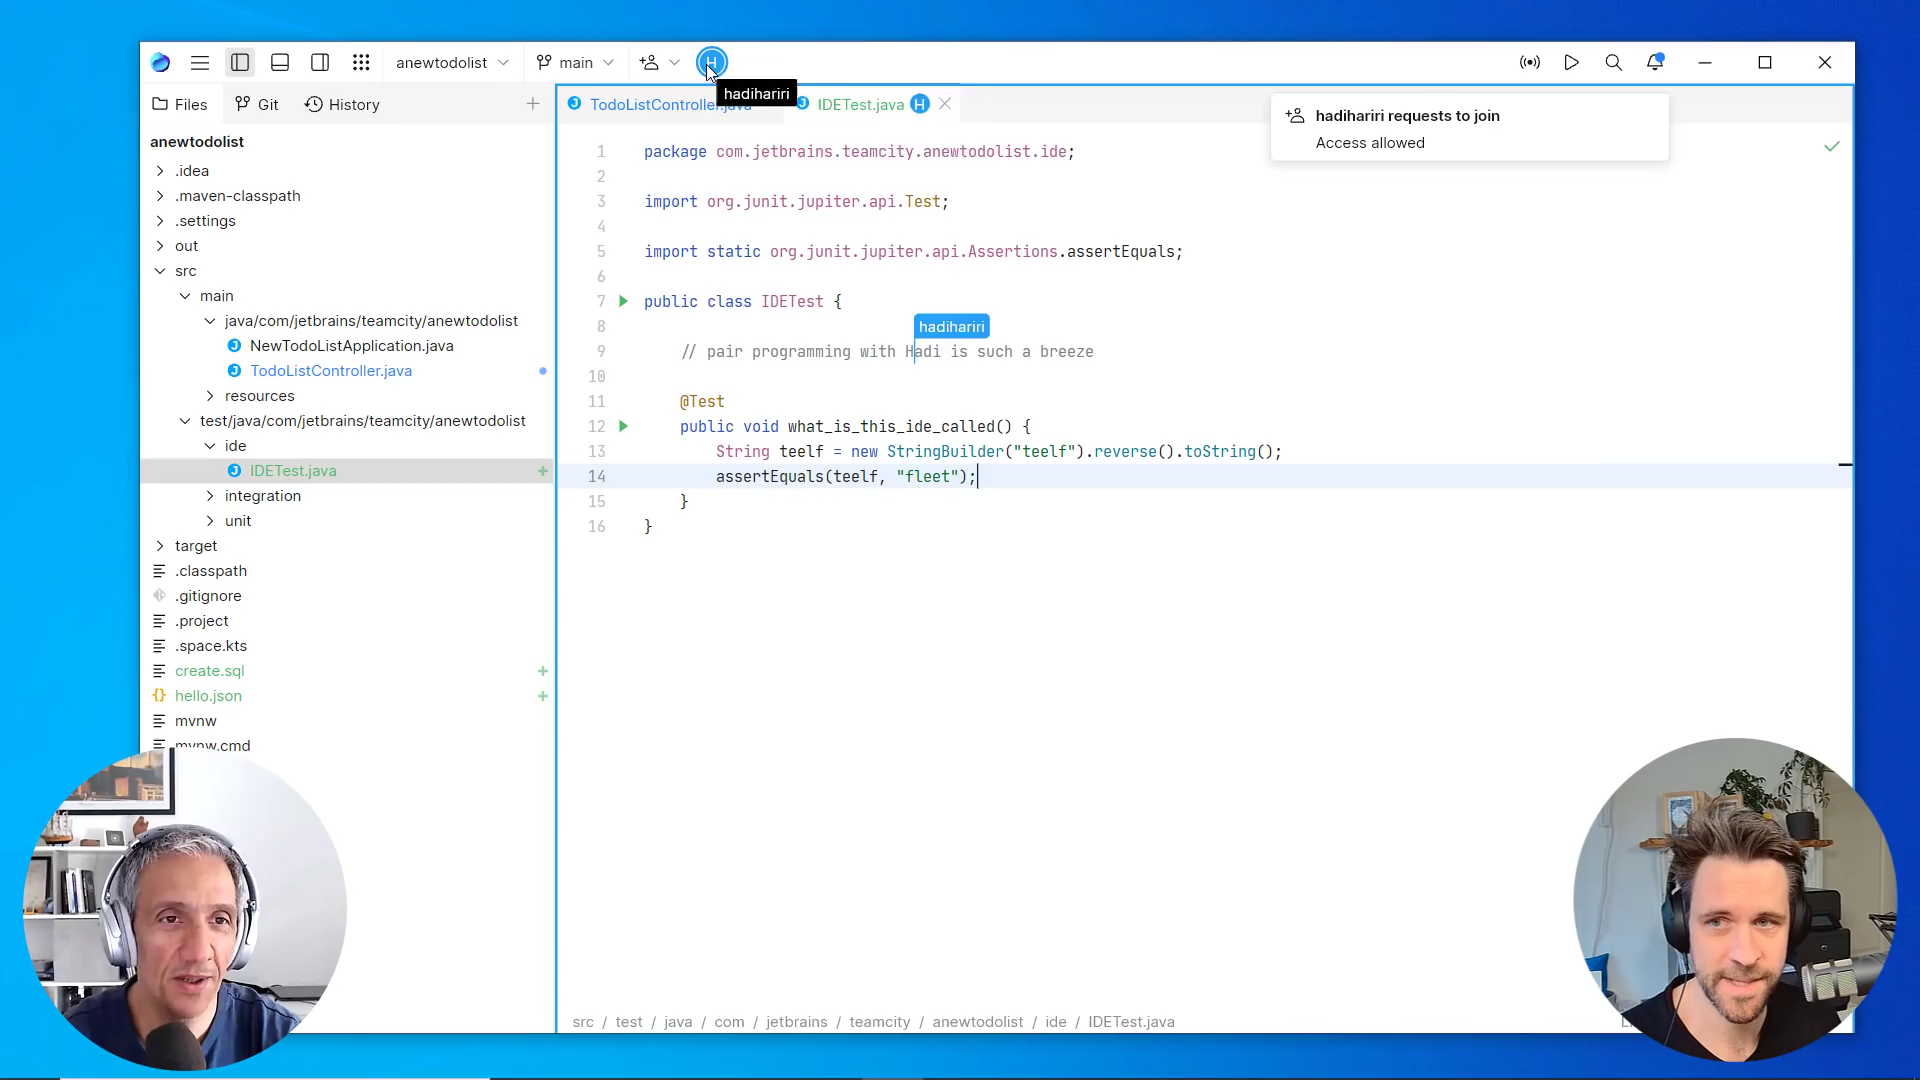 anewtodolist
main
H
hadihariri
Files
Git
History
TodoListController.java
IDETest.java
H
hadihariri requests to join
Access allowed
anewtodolist
.idea
.maven-classpath
.settings
out
src
main
java/com/jetbrains/teamcity/anewtodolist
NewTodoListApplication.java
TodoListController.java
resources
test/java/com/jetbrains/teamcity/anewtodolist
ide
IDETest.java
integration
unit
target
.classpath
.gitignore
.project
.space.kts
create.sql
hello.json
mvnw
mvnw.cmd
1 package com.jetbrains.teamcity.anewtodolist.ide;
2
3 import org.junit.jupiter.api.Test;
4
5 import static org.junit.jupiter.api.Assertions.assertEquals;
6
7 public class IDETest {
8
hadihariri
9 // pair programming with Hadi is such a breeze
10
11 @Test
12 public void what_is_this_ide_called() {
13 String teelf = new StringBuilder("teelf").reverse().toString();
14 assertEquals(teelf, "fleet");
15 }
16 }
src / test / java / com / jetbrains / teamcity / anewtodolist / ide / IDETest.java